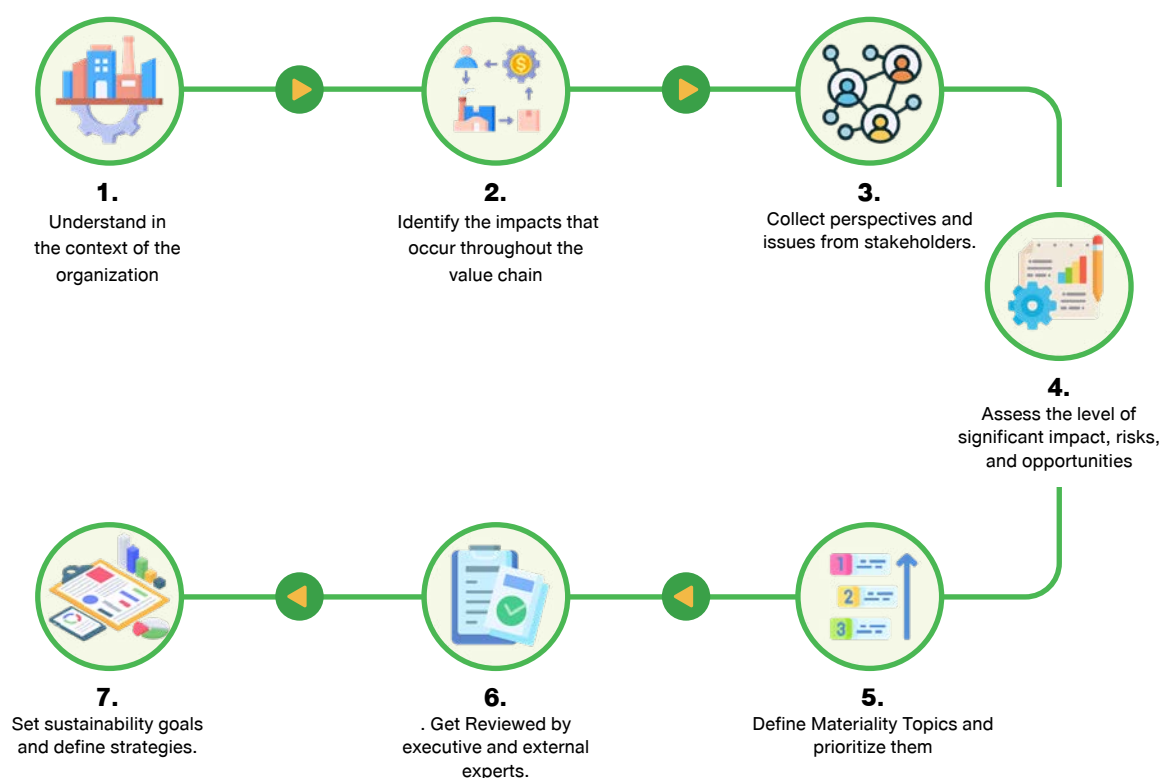 1.
Understand in
the context of the
organization
2.
Identify the impacts that
occur throughout the
value chain
3.
Collect perspectives and
issues from stakeholders.
4.
Assess the level of
significant impact, risks,
and opportunities
1
2
3
5.
Define Materiality Topics and
prioritize them
$
6.
. Get Reviewed by
executive and external
experts.
7.
Set sustainability goals
and define strategies.